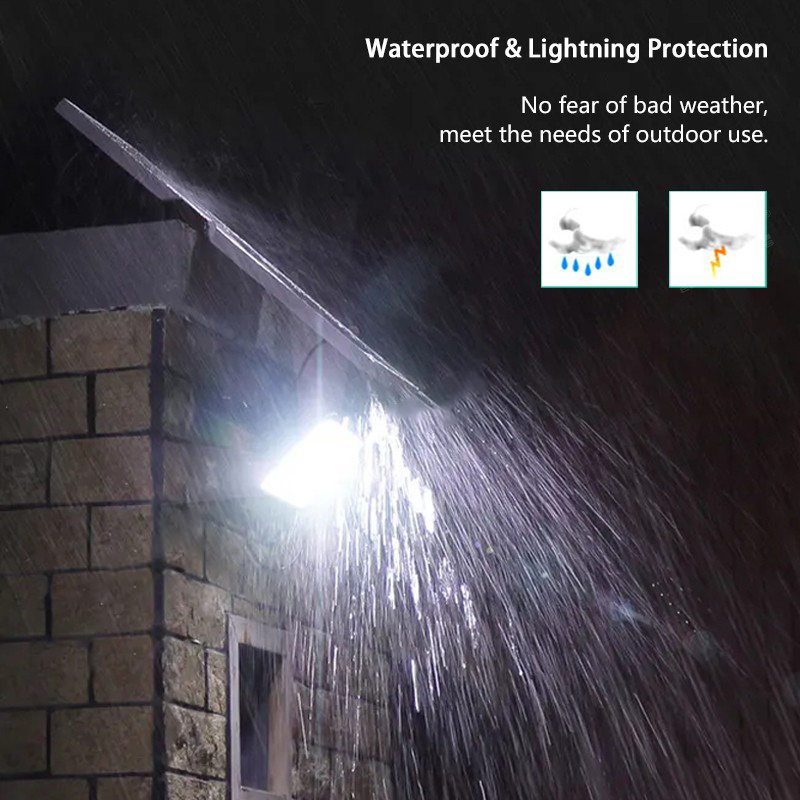 Waterproof & Lightning Protection
No fear of bad weather,
meet the needs of outdoor use.